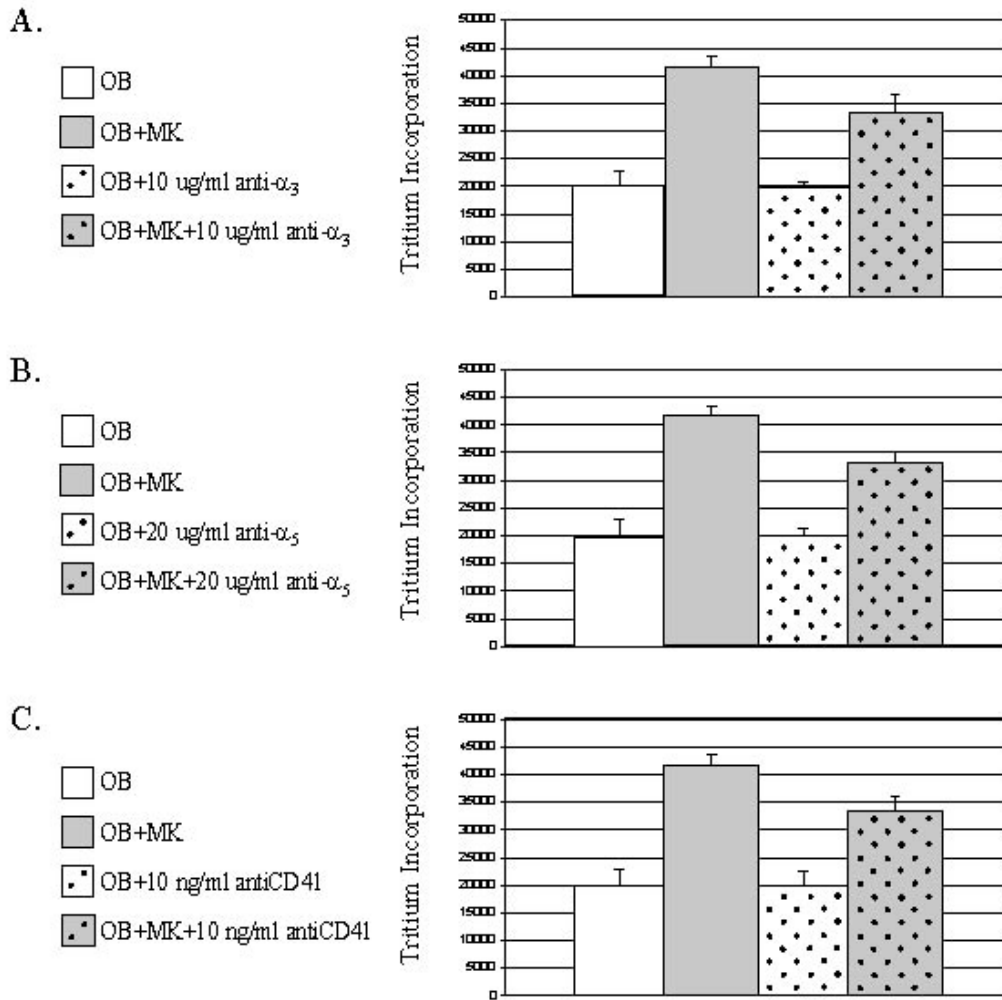 A.
OB
OB+MK
OB+10 ug/ml anti-α3
OB+MK+10 ug/ml anti-α3
Tritium Incorporation
50000
45000
40000
35000
30000
25000
20000
15000
10000
5000
0
B.
OB
OB+MK
OB+20 ug/ml anti-α5
OB+MK+20 ug/ml anti-α5
Tritium Incorporation
50000
45000
40000
35000
30000
25000
20000
15000
10000
5000
0
C.
OB
OB+MK
OB+10 ng/ml antiCD41
OB+MK+10 ng/ml antiCD41
Tritium Incorporation
50000
45000
40000
35000
30000
25000
20000
15000
10000
5000
0